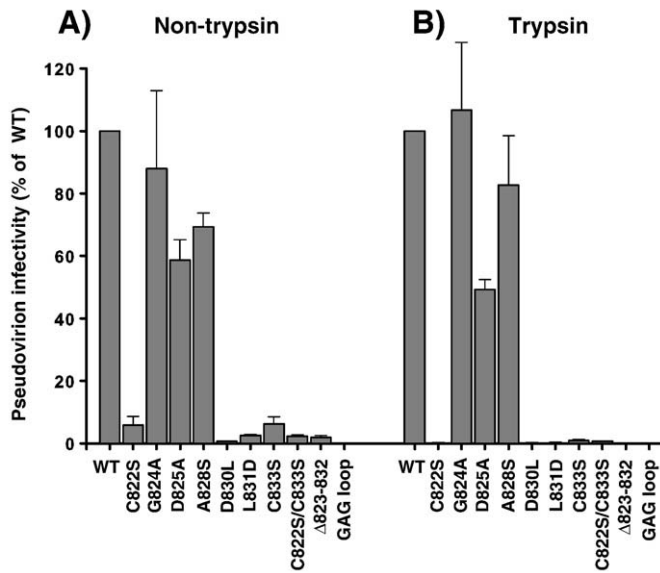 A) Non-trypsin
B) Trypsin
Pseudovirion infectivity (% of WT)
120
100
80
60
40
20
0
WT
C822S
G824A
D825A
A828S
D830L
L831D
C833S
C822S/C833S
Δ823-832
GAG loop
WT
C822S
G824A
D825A
A828S
D830L
L831D
C833S
C822S/C833S
Δ823-832
GAG loop